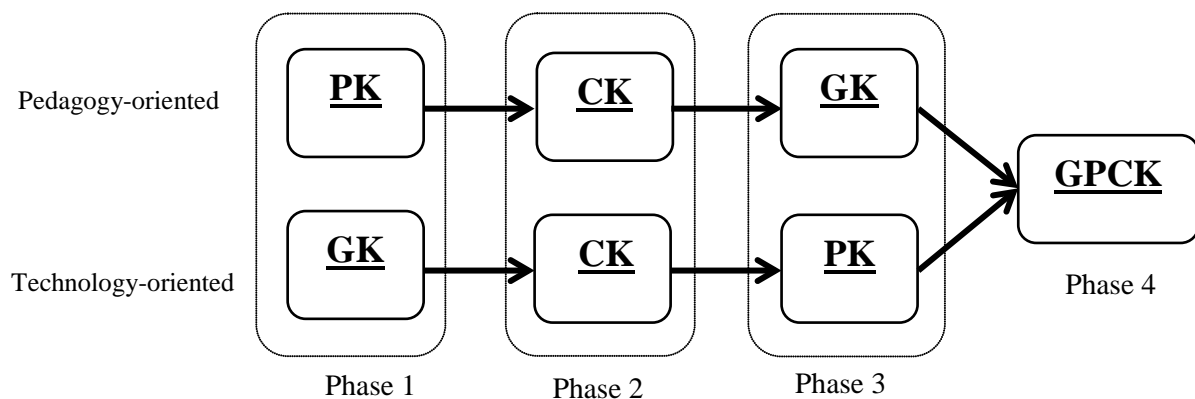 Pedagogy-oriented
PK
CK
GK
GPCK
Technology-oriented
GK
CK
PK
Phase 1
Phase 2
Phase 3
Phase 4